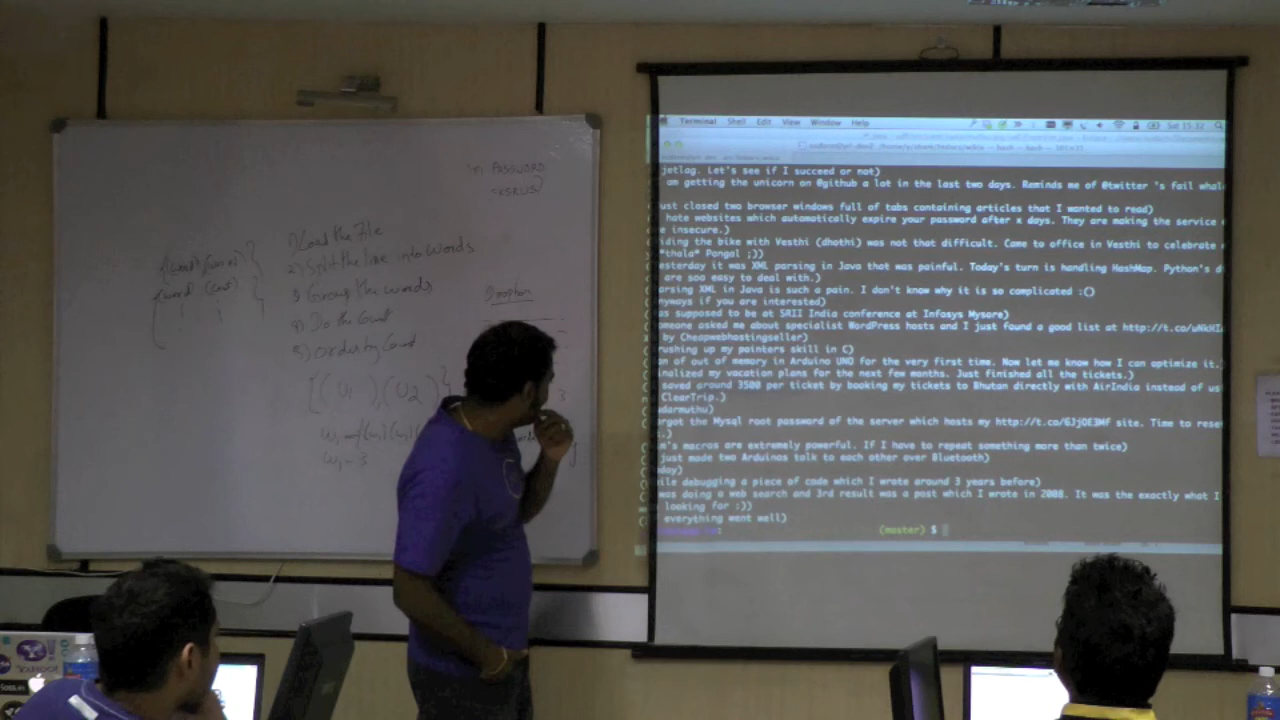 PASSWORD
1) Load the File
2) Split the line into words
3) Group the words
4) Do the Count
5) Order by Count
Terminal Shell Edit View Window Help
Sat 15:32
jetlag. Let's see if I succeed or not)
am getting the unicorn on @github a lot in the last two days. Reminds me of @twitter 's fail whal
ust closed two browser windows full of tabs containing articles that I wanted to read)
hate websites which automatically expire your password after x days. They are making the service
e insecure.)
iding the bike with Vesthi (dhothi) was not that difficult. Came to office in Vesthi to celebrate
*thala* Pongal ;))
esterday it was XML parsing in Java that was painful. Today's turn is handling HashMap. Python's d
are soo easy to deal with.)
arsing XML in Java is such a pain. I don't know why it is so complicated :()
nyways if you are interested)
as supposed to be at SRII India conference at Infosys Mysore)
omeone asked me about specialist WordPress hosts and I just found a good list at http://t.co/uNkHI
by Cheapwebhostingseller)
rushing up my pointers skill in C)
an of out of memory in Arduino UNO for the very first time. Now let me know how I can optimize it.
inalized my vacation plans for the next few months. Just finished all the tickets.)
saved around 3500 per ticket by booking my tickets to Bhutan directly with AirIndia instead of us
ClearTrip.)
udarmuthu)
orgot the Mysql root password of the server which hosts my http://t.co/6JjOE3MF site. Time to rese
t.)
m's macros are extremely powerful. If I have to repeat something more than twice)
just made two Arduinos talk to each other over Bluetooth)
day)
ile debugging a piece of code which I wrote around 3 years before)
was doing a web search and 3rd result was a post which I wrote in 2008. It was the exactly what I
looking for :))
everything went well)
(master) $
YAHOO!